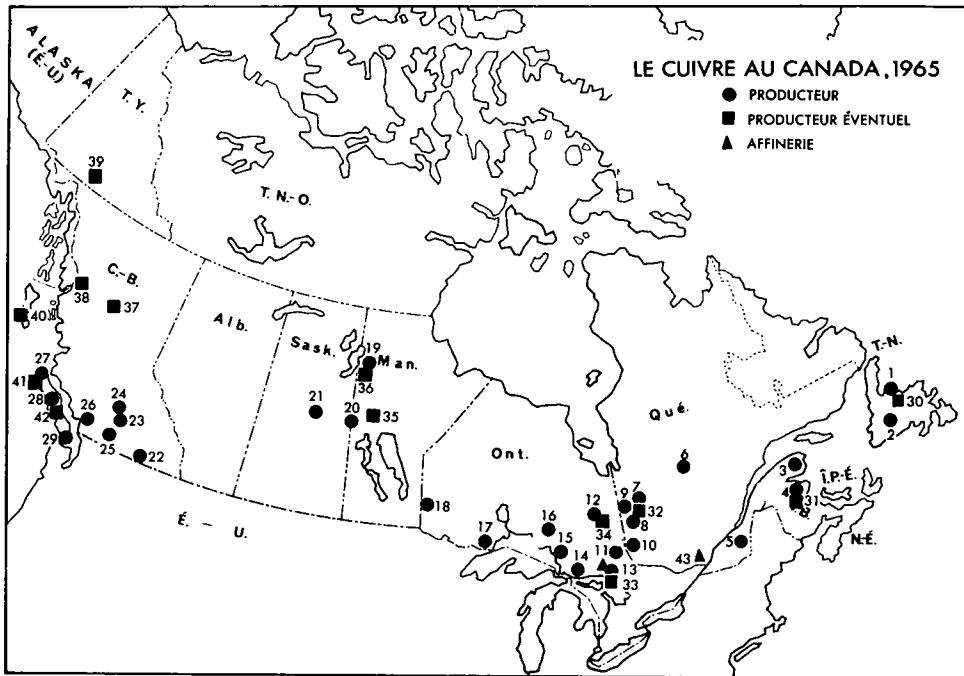 LE CUIVRE AU CANADA, 1965
PRODUCTEUR
PRODUCTEUR ÉVENTUEL
AFFINERIE
ALASKA
(É.-U)
T.Y.
39
T.N.-O.
C.-B.
38
37
40
Alb.
Sask.
Man.
19
36
27
41
28
42
29
26
24
23
25
22
21
20
35
Qué.
T.-N.
1
30
2
Ont.
6
3
Î.P.-É.
4
31
N.-É.
É. - U.
18
17
16
15
14
12
34
9
7
32
8
10
11
13
33
43
5